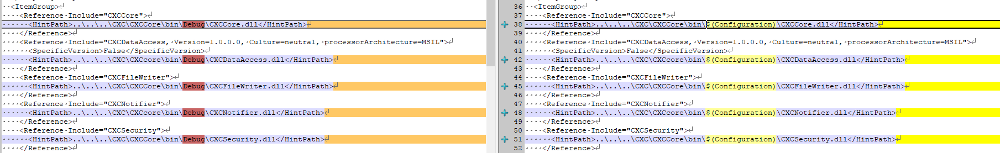 <ItemGroup>
<Reference Include="CXCCore">
<HintPath>..\..\..\CXC\CXCCore\bin\Debug\CXCCore.dll</HintPath>
</Reference>
<Reference Include="CXCDataAccess, Version=1.0.0.0, Culture=neutral, processorArchitecture=MSIL">
<SpecificVersion>False</SpecificVersion>
<HintPath>..\..\..\CXC\CXCCore\bin\Debug\CXCDataAccess.dll</HintPath>
</Reference>
<Reference Include="CXCFileWriter">
<HintPath>..\..\..\CXC\CXCCore\bin\Debug\CXCFileWriter.dll</HintPath>
</Reference>
<Reference Include="CXCNotifier">
<HintPath>..\..\..\CXC\CXCcore\bin\Debug\CXCNotifier.dll</HintPath>
</Reference>
<Reference Include="CXCSecurity">
<HintPath>..\..\..\CXC\CXCCore\bin\Debug\CXCSecurity.dll</HintPath>
</Reference>
36 <ItemGroup>
37 <Reference Include="CXCCore">
38 <HintPath>..\..\..\CXC\CXCCore\bin\$(Configuration)\CXCCore.dll</HintPath>
39 </Reference>
40 <Reference Include="CXCDataAccess, Version=1.0.0.0, Culture=neutral, processorArchitecture=MSIL">
41 <SpecificVersion>False</SpecificVersion>
42 <HintPath>..\..\..\CXC\CXCCore\bin\$(Configuration)\CXCDataAccess.dll</HintPath>
43 </Reference>
44 <Reference Include="CXCFileWriter">
45 <HintPath>..\..\..\CXC\CXCCore\bin\$(Configuration)\CXCFileWriter.dll</HintPath>
46 </Reference>
47 <Reference Include="CXCNotifier">
48 <HintPath>..\..\..\CXC\CXCcore\bin\$(Configuration)\CXCNotifier.dll</HintPath>
49 </Reference>
50 <Reference Include="CXCSecurity">
51 <HintPath>..\..\..\CXC\CXCCore\bin\$(Configuration)\CXCSecurity.dll</HintPath>
52 </Reference>